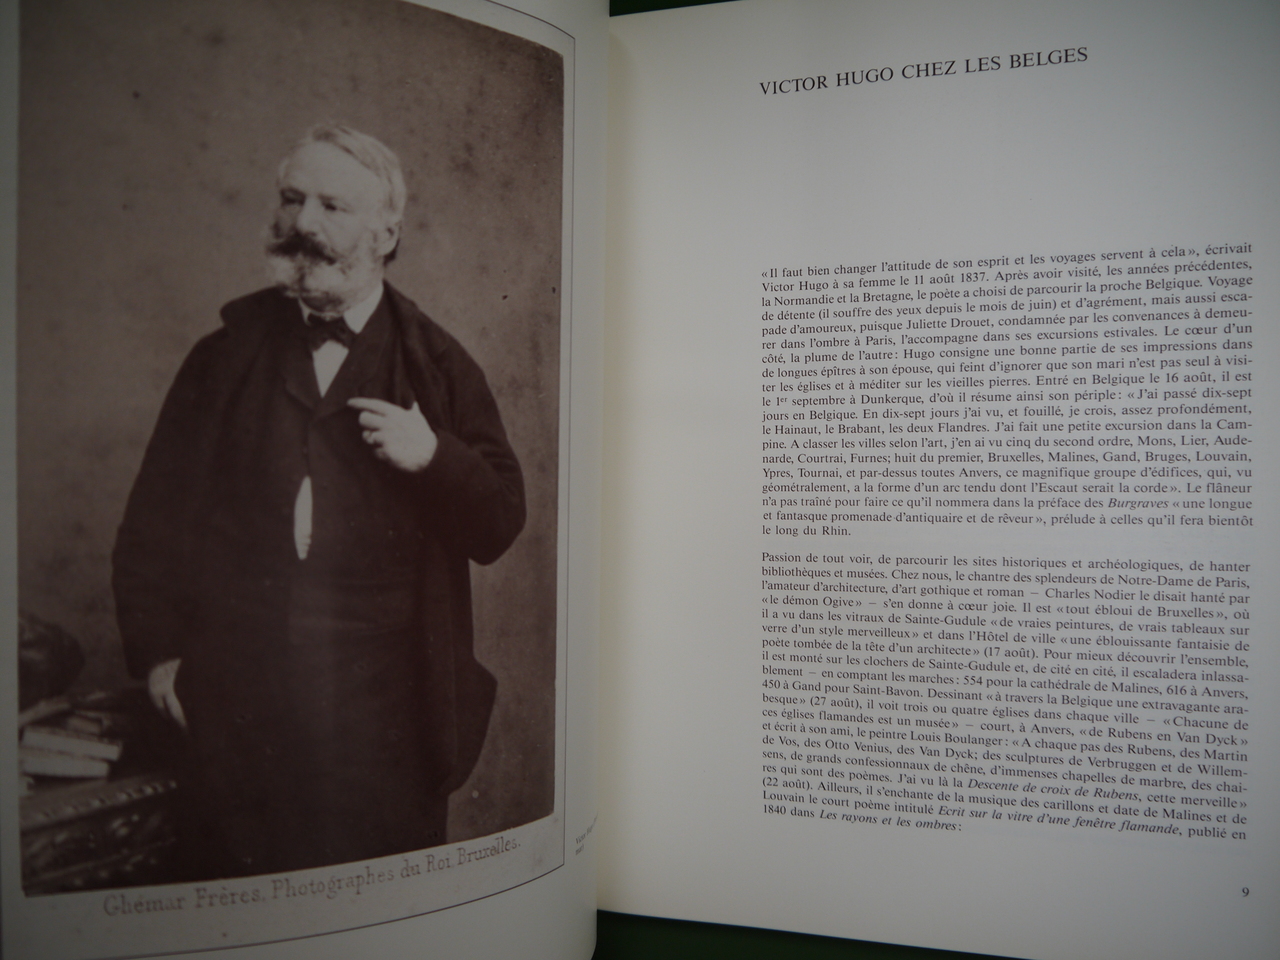 Ghémar Frères. Photographes du Roi. Bruxelles.
VICTOR HUGO CHEZ LES BELGES
« Il faut bien changer l'attitude de son esprit et les voyages servent à cela », écrivait
Victor Hugo à sa femme le 11 août 1837. Après avoir visité, les années précédentes,
la Normandie et la Bretagne, le poète a choisi de parcourir la proche Belgique. Voyage
de détente (il souffre des yeux depuis le mois de juin) et d'agrément, mais aussi esca-
pade d'amoureux, puisque Juliette Drouet, condamnée par les convenances à demeu-
rer dans l'ombre à Paris, l'accompagne dans ses excursions estivales. Le cœur d'un
côté, la plume de l'autre : Hugo consigne une bonne partie de ses impressions dans
de longues épîtres à son épouse, qui feint d'ignorer que son mari n'est pas seul à visi-
ter les églises et à méditer sur les vieilles pierres. Entré en Belgique le 16 août, il est
le 1er septembre à Dunkerque, d'où il résume ainsi son périple : « J'ai passé dix-sept
jours en Belgique. En dix-sept jours j'ai vu, et fouillé, je crois, assez profondément,
le Hainaut, le Brabant, les deux Flandres. J'ai fait une petite excursion dans la Cam-
pine. A classer les villes selon l'art, j'en ai vu cinq du second ordre, Mons, Lier, Aude-
narde, Courtrai, Furnes; huit du premier, Bruxelles, Malines, Gand, Bruges, Louvain,
Ypres, Tournai, et par-dessus toutes Anvers, ce magnifique groupe d'édifices, qui, vu
géométralement, a la forme d'un arc tendu dont l'Escaut serait la corde ». Le flâneur
n'a pas traîné pour faire ce qu'il nommera dans la préface des Burgraves « une longue
et fantasque promenade d'antiquaire et de rêveur », prélude à celles qu'il fera bientôt
le long du Rhin.
Passion de tout voir, de parcourir les sites historiques et archéologiques, de hanter
bibliothèques et musées. Chez nous, le chantre des splendeurs de Notre-Dame de Paris,
l'amateur d'architecture, d'art gothique et roman — Charles Nodier le disait hanté par
« le démon Ogive » — s'en donne à cœur joie. Il est « tout ébloui de Bruxelles », où
il a vu dans les vitraux de Sainte-Gudule « de vraies peintures, de vrais tableaux sur
verre d'un style merveilleux » et dans l'Hôtel de ville « une éblouissante fantaisie de
poète tombée de la tête d'un architecte » (17 août). Pour mieux découvrir l'ensemble,
il est monté sur les clochers de Sainte-Gudule et, de cité en cité, il escaladera inlassa-
blement — en comptant les marches : 554 pour la cathédrale de Malines, 616 à Anvers,
450 à Gand pour Saint-Bavon. Dessinant « à travers la Belgique une extravagante ara-
besque » (27 août), il voit trois ou quatre églises dans chaque ville — « Chacune de
ces églises flamandes est un musée » — court, à Anvers, « de Rubens en Van Dyck »
et écrit à son ami, le peintre Louis Boulanger : « A chaque pas des Rubens, des Martin
de Vos, des Otto Venius, des Van Dyck; des sculptures de Verbruggen et de Willem-
sens, de grands confessionnaux de chêne, d'immenses chapelles de marbre, des chai-
res qui sont des poèmes. J'ai vu là la Descente de croix de Rubens, cette merveille »
(22 août). Ailleurs, il s'enchante de la musique des carillons et date de Malines et de
Louvain le court poème intitulé Ecrit sur la vitre d'une fenêtre flamande, publié en
1840 dans Les rayons et les ombres :
9